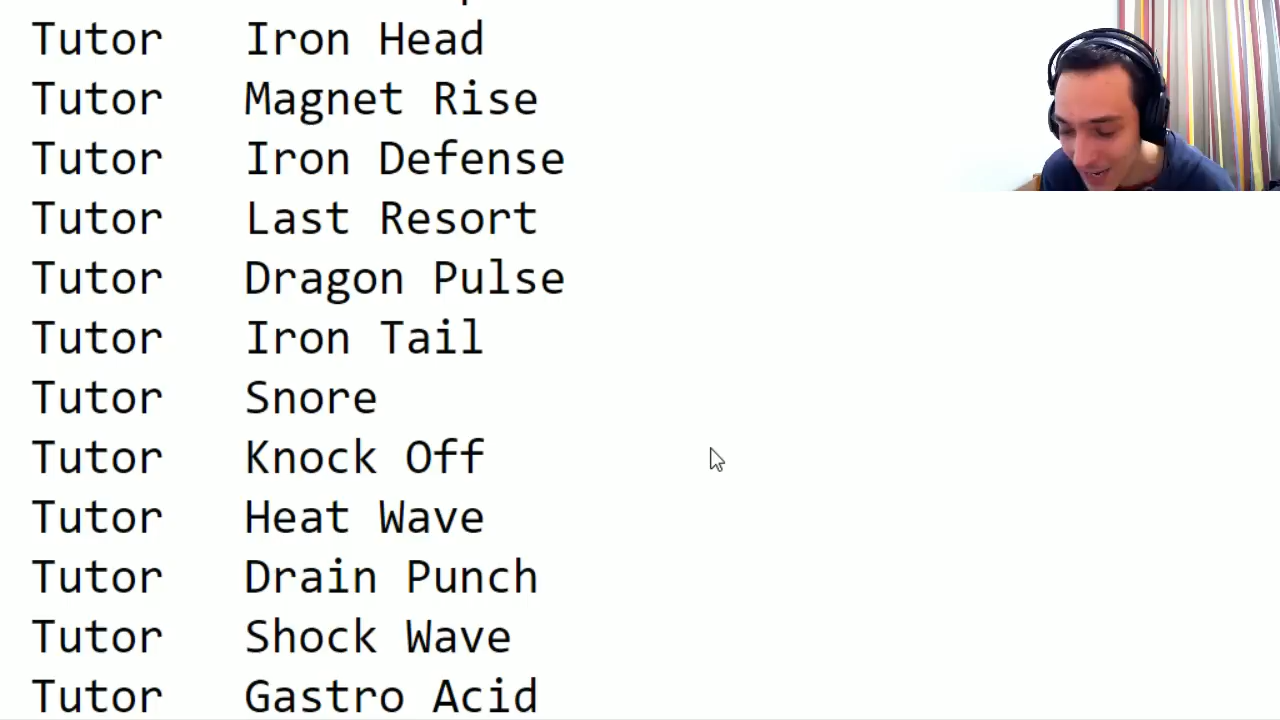 Tutor Iron Head
Tutor Magnet Rise
Tutor Iron Defense
Tutor Last Resort
Tutor Dragon Pulse
Tutor Iron Tail
Tutor Snore
Tutor Knock Off
Tutor Heat Wave
Tutor Drain Punch
Tutor Shock Wave
Tutor Gastro Acid